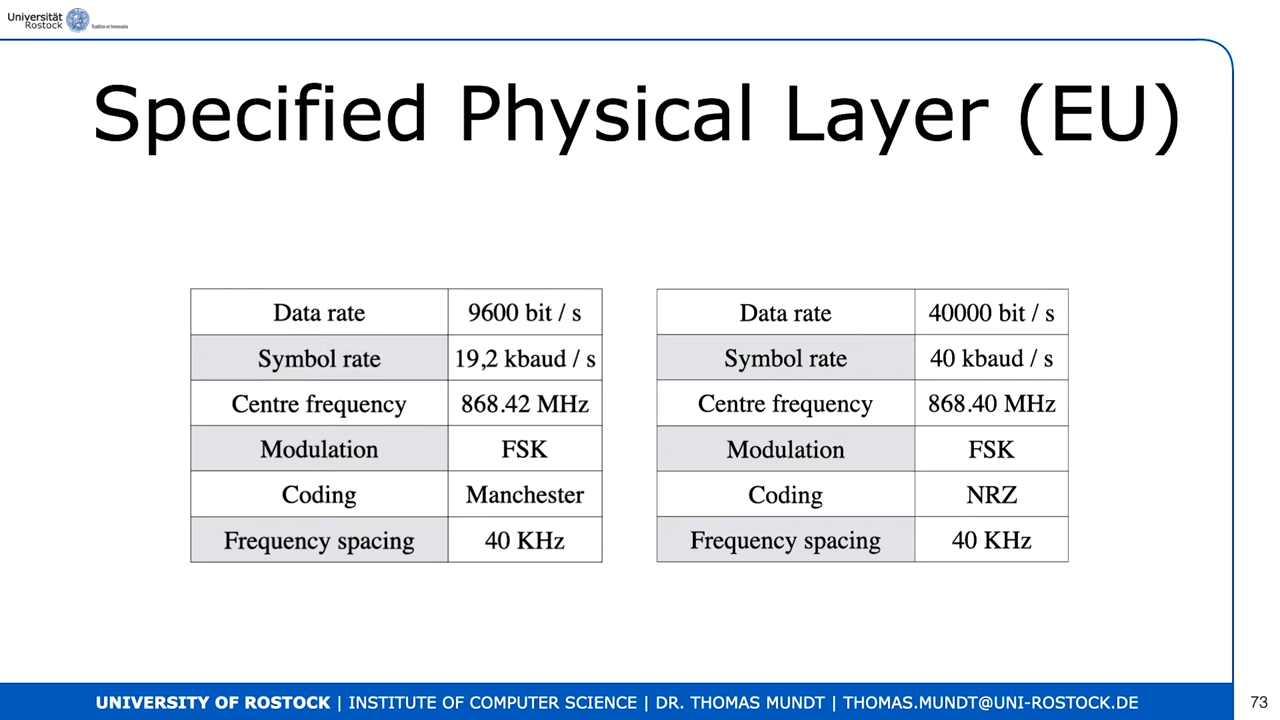 Universität
Rostock
Traditio et Innovatio
Specified Physical Layer (EU)
Data rate 9600 bit / s
Symbol rate 19,2 kbaud / s
Centre frequency 868.42 MHz
Modulation FSK
Coding Manchester
Frequency spacing 40 KHz
Data rate 40000 bit / s
Symbol rate 40 kbaud / s
Centre frequency 868.40 MHz
Modulation FSK
Coding NRZ
Frequency spacing 40 KHz
UNIVERSITY OF ROSTOCK | INSTITUTE OF COMPUTER SCIENCE | DR. THOMAS MUNDT | THOMAS.MUNDT@UNI-ROSTOCK.DE
73